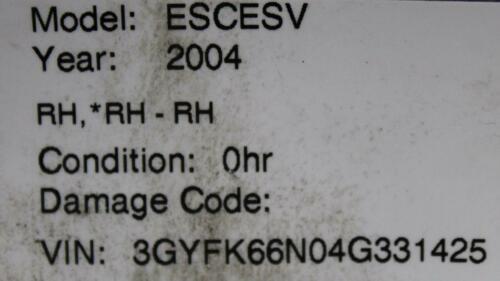 Model: ESCESV
Year: 2004
RH,*RH - RH
Condition: 0hr
Damage Code:
VIN: 3GYFK66N04G331425